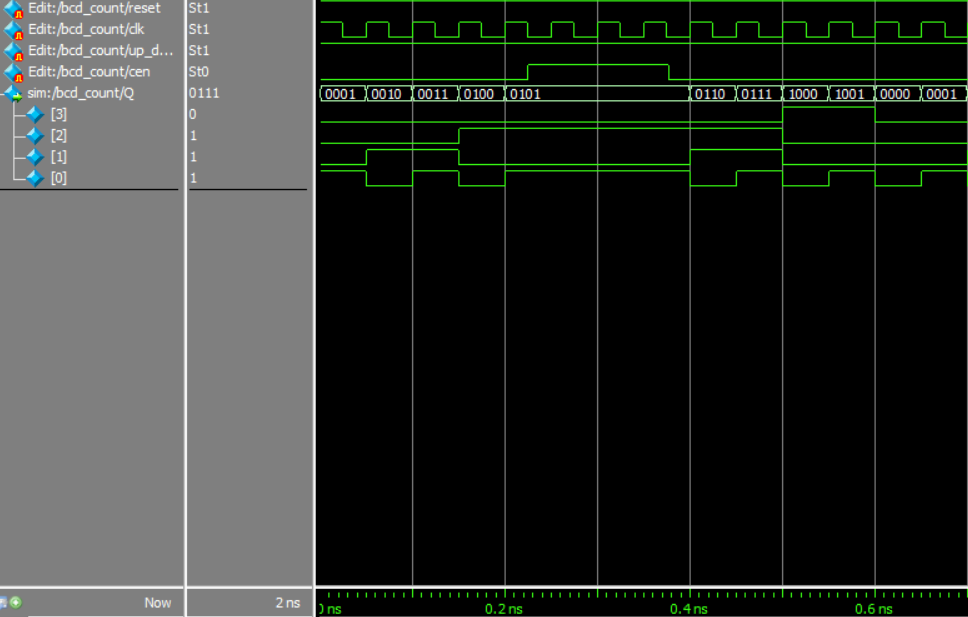 Edit:/bcd_count/reset St1
Edit:/bcd_count/clk St1
Edit:/bcd_count/up_d... St1
Edit:/bcd_count/cen St0
sim:/bcd_count/Q 0111 0001 0010 0011 0100 0101 0110 0111 1000 1001 0000 0001
[3] 0
[2] 1
[1] 1
[0] 1
Now 2 ns ns 0.2 ns 0.4 ns 0.6 ns